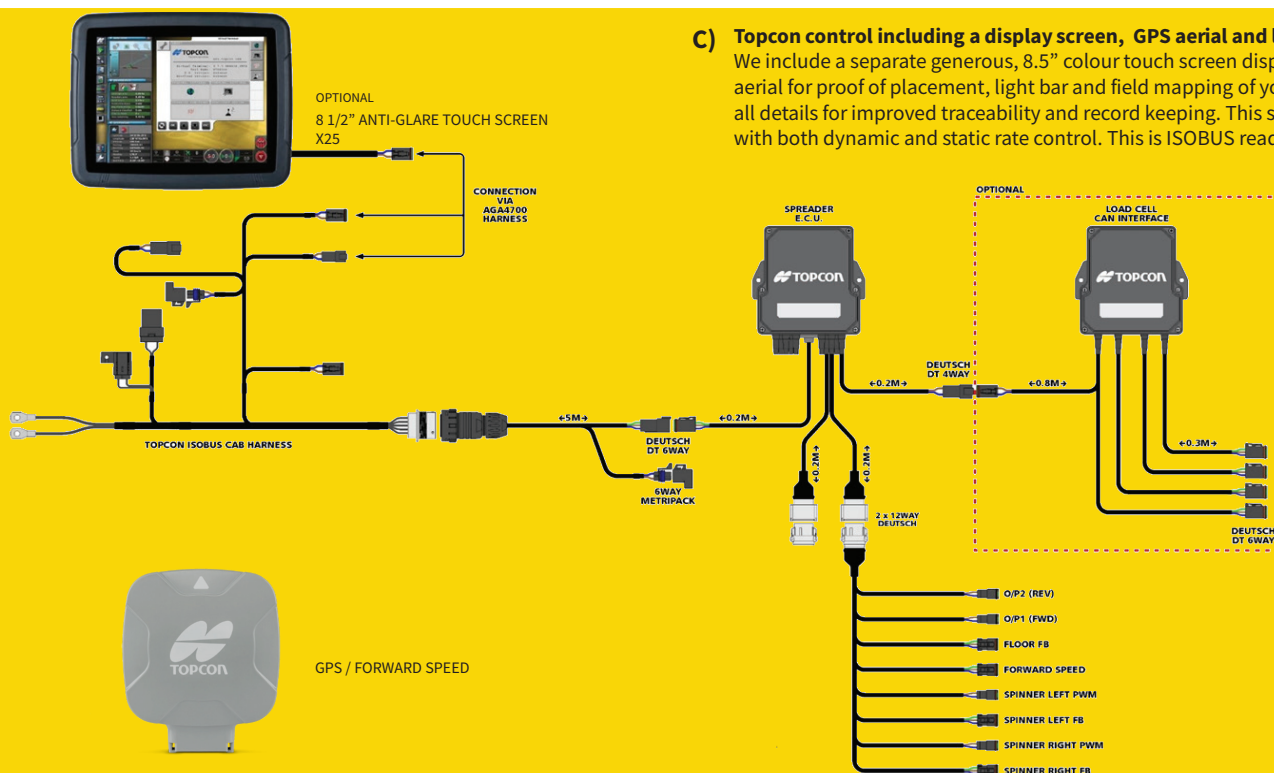 C) Topcon control including a display screen, GPS aerial and
We include a separate generous, 8.5” colour touch screen
aerial for proof of placement, light bar and field mapping of
all details for improved traceability and record keeping. This
with both dynamic and static rate control. This is ISOBUS
TOPCON
OPTIONAL
8 1/2” ANTI-GLARE TOUCH SCREEN
X25
CONNECTION
VIA
AGA4700
HARNESS
TOPCON ISOBUS CAB HARNESS
←5M→
DEUTSCH
DT 6WAY
6WAY
METRIPACK
←0.2M→
SPREADER
E.C.U.
TOPCON
←0.2M→
←0.2M→
2 x 12WAY
DEUTSCH
←0.2M→
DEUTSCH
DT 4WAY
OPTIONAL
LOAD CELL
CAN INTERFACE
TOPCON
←0.8M→
←0.3M→
DEUTSCH
DT 6WAY
O/P2 (REV)
O/P1 (FWD)
FLOOR FB
FORWARD SPEED
SPINNER LEFT PWM
SPINNER LEFT FB
SPINNER RIGHT PWM
SPINNER RIGHT FB
TOPCON
GPS / FORWARD SPEED